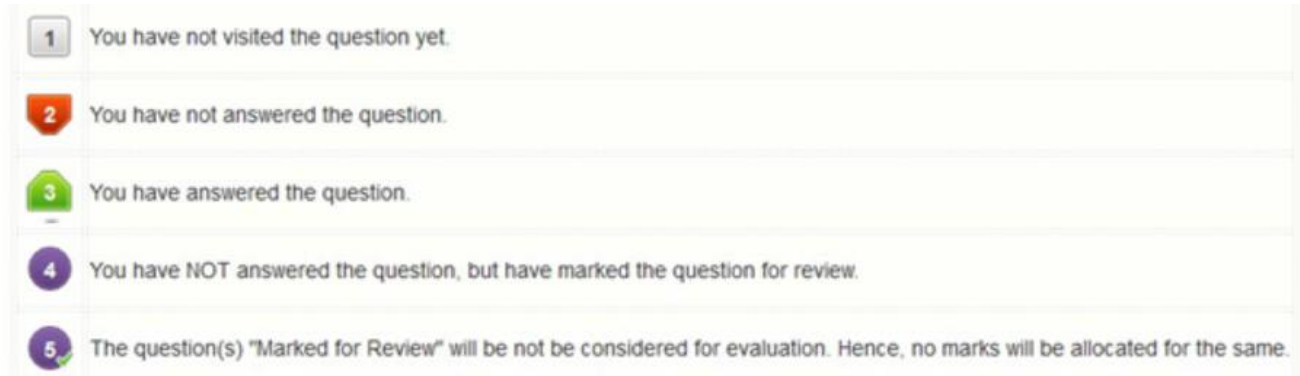 1 You have not visited the question yet.
2 You have not answered the question.
3 You have answered the question.
4 You have NOT answered the question, but have marked the question for review.
5 The question(s) "Marked for Review" will be not be considered for evaluation. Hence, no marks will be allocated for the same.